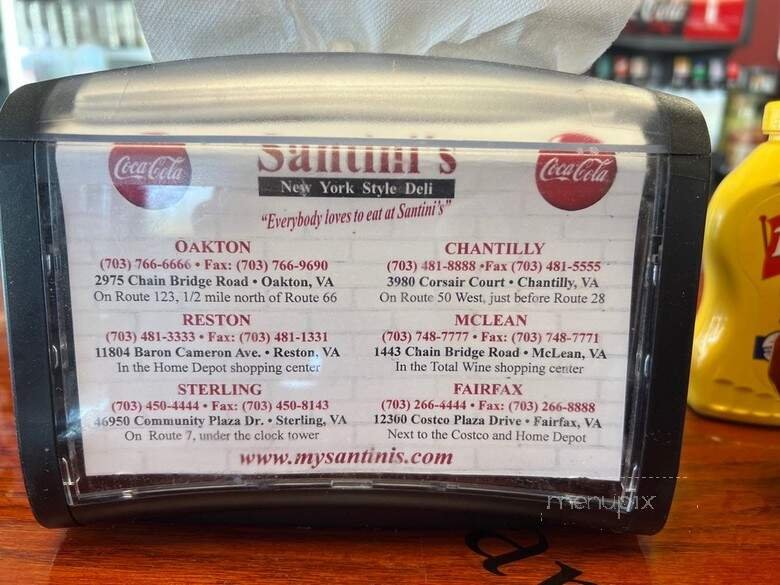 Coca-Cola
Santini's
Coca-Cola
New York Style Deli
"Everybody loves to eat at Santini's"
OAKTON
(703) 766-6666 • Fax: (703) 766-9690
2975 Chain Bridge Road • Oakton, VA
On Route 123, 1/2 mile north of Route 66
CHANTILLY
(703) 481-8888 •Fax (703) 481-5555
3980 Corsair Court • Chantilly, VA
On Route 50 West, just before Route 28
RESTON
(703) 481-3333 • Fax: (703) 481-1331
11804 Baron Cameron Ave. • Reston, VA
In the Home Depot shopping center
MCLEAN
(703) 748-7777 • Fax: (703) 748-7771
1443 Chain Bridge Road • McLean, VA
In the Total Wine shopping center
STERLING
(703) 450-4444 • Fax: (703) 450-8143
46950 Community Plaza Dr. • Sterling, VA
On Route 7, under the clock tower
FAIRFAX
(703) 266-4444 • Fax: (703) 266-8888
12300 Costco Plaza Drive • Fairfax, VA
Next to the Costco and Home Depot
www.mysantinis.com
menupix